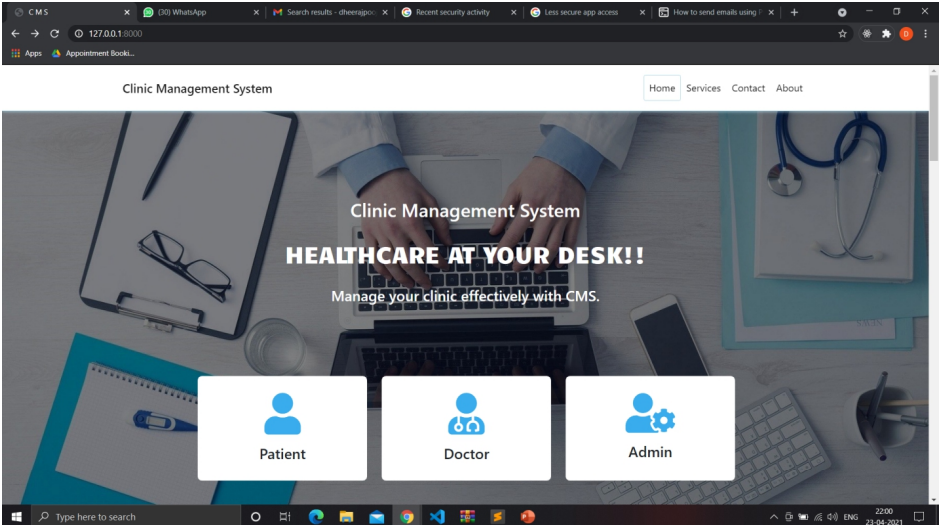 C M S
(30) WhatsApp
Search results - dheerajpoo
Recent security activity
Less secure app access
How to send emails using
127.0.0.1:8000
D
Apps
Appointment Booki...
Clinic Management System
Home Services Contact About
Clinic Management System
HEALTHCARE AT YOUR DESK!!
Manage your clinic effectively with CMS.
Patient Doctor Admin
Type here to search
ENG
22:00
23-04-2021